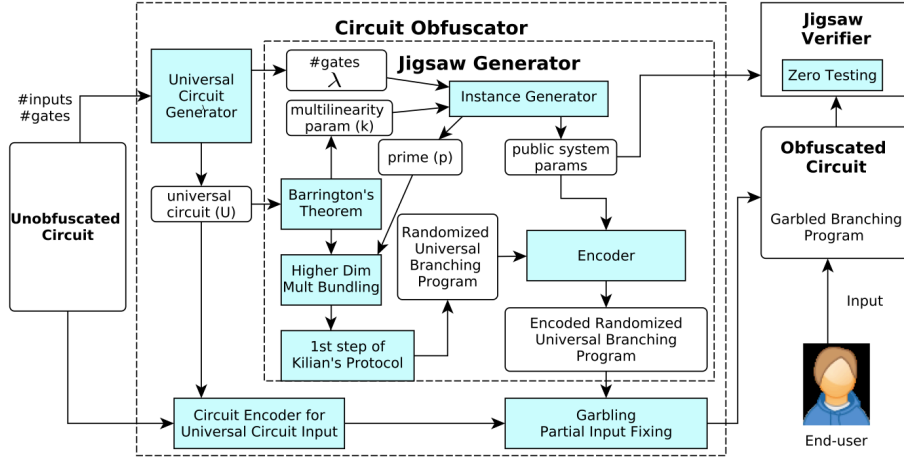 Circuit Obfuscator
Jigsaw Generator
Jigsaw
Verifier
Zero Testing
#inputs
#gates
Universal
Circuit
Generator
#gates
λ
Instance Generator
multilinearity
param (k)
prime (p)
public system
params
Unobfuscated
Circuit
universal
circuit (U)
Barrington's
Theorem
Randomized
Universal
Branching
Program
Encoder
Obfuscated
Circuit
Garbled Branching
Program
Higher Dim
Mult Bundling
1st step of
Kilian's Protocol
Encoded Randomized
Universal Branching
Program
Input
Circuit Encoder for
Universal Circuit Input
Garbling
Partial Input Fixing
End-user